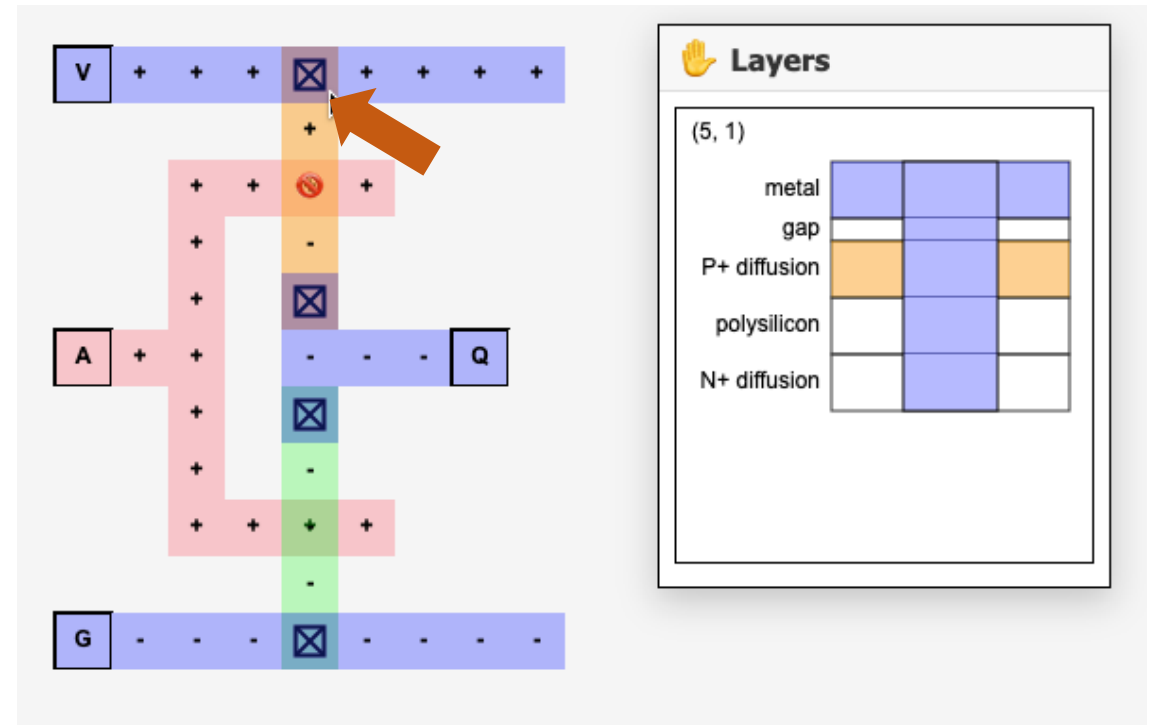 V + + + + + + +
+
+ + +
+ -
+
A + + - - - Q
+
+ -
+ + +
-
G - - - - - - -
Layers
(5, 1)
metal
gap
P+ diffusion
polysilicon
N+ diffusion